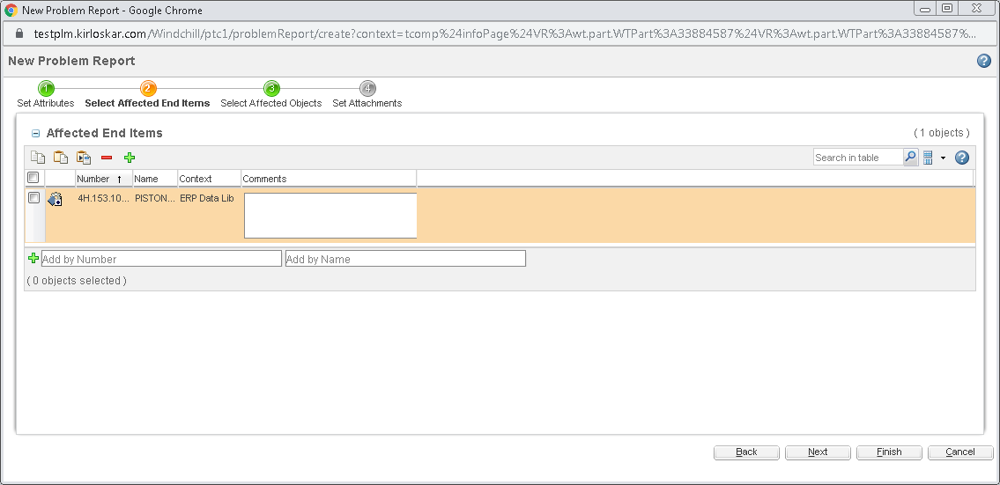 New Problem Report - Google Chrome
testplm.kirloskar.com/Windchill/ptc1/problemReport/create?context=tcomp%24infoPage%24VR%3Awt.part.WTPart%3A33884587%24VR%3Awt.part.WTPart%3A33884587%...
New Problem Report
1 2 3 4
Set Attributes Select Affected End Items Select Affected Objects Set Attachments
Affected End Items ( 1 objects )
Search in table
Number Name Context Comments
4H.153.10... PISTON... ERP Data Lib
Add by Number Add by Name
( 0 objects selected )
Back Next Finish Cancel